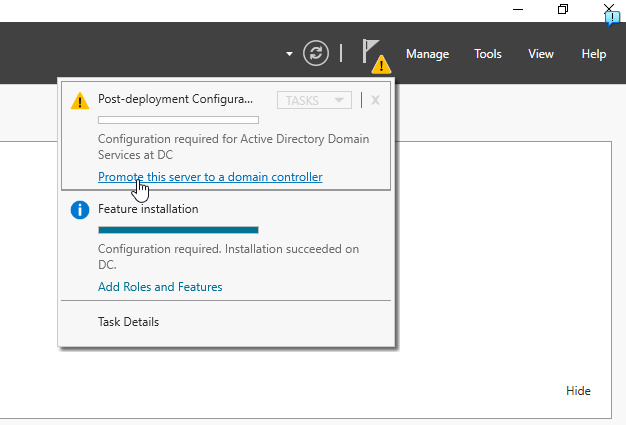 Manage Tools View Help
Post-deployment Configura... TASKS X
Configuration required for Active Directory Domain
Services at DC
Promote this server to a domain controller
Feature installation
Configuration required. Installation succeeded on
DC.
Add Roles and Features
Task Details
Hide